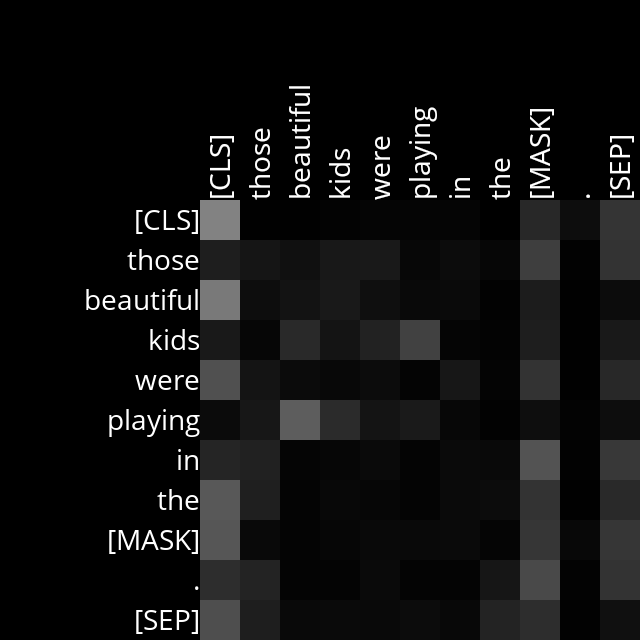 [CLS] those beautiful kids were playing in the [MASK] . [SEP]
[CLS]
those
beautiful
kids
were
playing
in
the
[MASK]
.
[SEP]